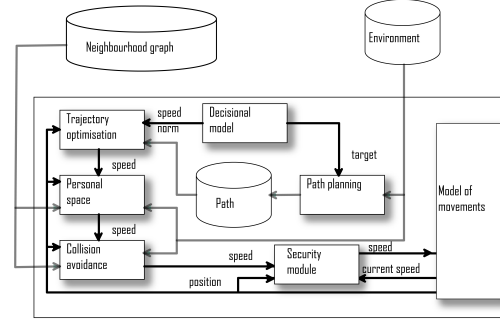 Neighbourhood graph
Environment
Trajectory
optimisation
speed
norm
Decisional
model
speed
target
Personal
space
Path
Path planning
Model of
movements
speed
Collision
avoidance
speed
Security
module
speed
current speed
position